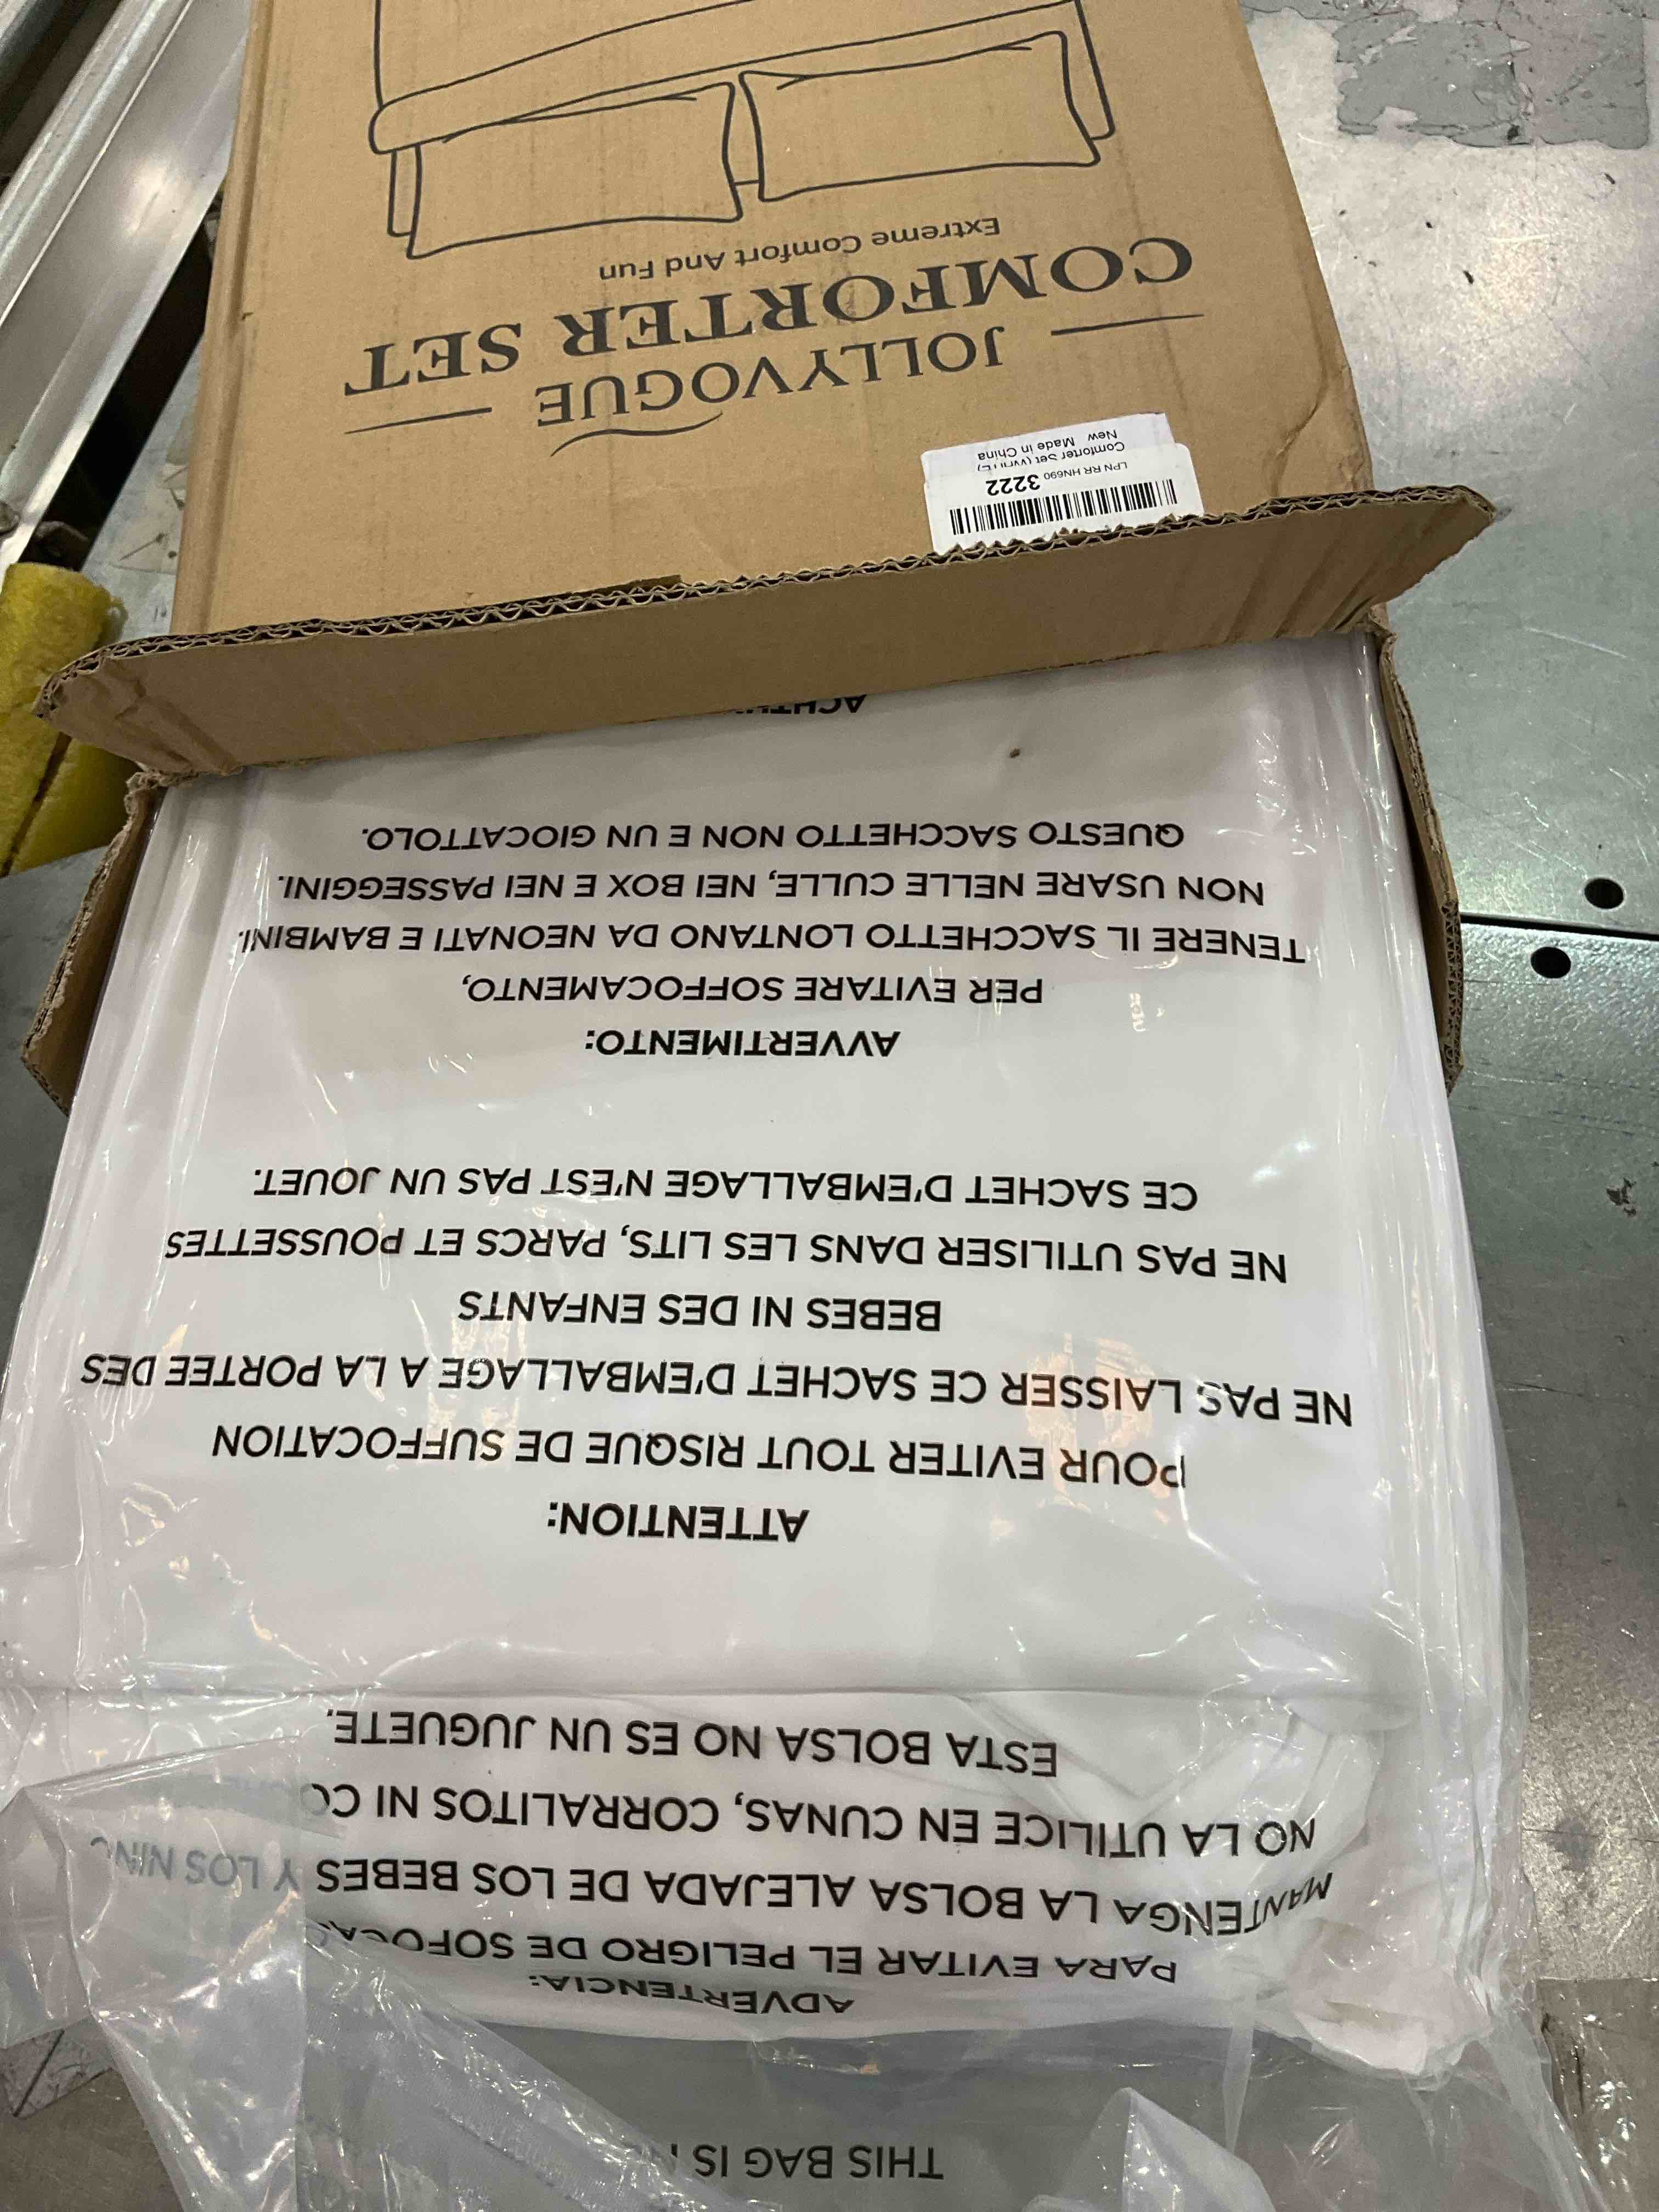 THIS BAG IS
ADVERTENCIA:
PARA EVITAR EL PELIGRO DE
MANTENGA LA BOLSA ALEJADA DE LOS BEBES Y LOS
NO LA UTILICE EN CUNAS, CORRALITOS NI
ESTA BOLSA NO ES UN JUGUETE.
ATTENTION:
POUR EVITER TOUT RISQUE DE SUFFOCATION
NE PAS LAISSER CE SACHET D'EMBALLAGE A LA PORTEE DES
BEBES NI DES ENFANTS
NE PAS UTILISER DANS LES LITS, PARCS ET POUSSETTES
CE SACHET D'EMBALLAGE N'EST PAS UN JOUET.
AVVERTIMENTO:
PER EVITARE SOFFOCAMENTO,
TENERE IL SACCHETTO LONTANO DA NEONATI E BAMBINI.
NON USARE NELLE CULLE, NEI BOX E NEI PASSEGGINI.
QUESTO SACCHETTO NON E UN GIOCATTOLO.
LPN RR HN690 3222
Comforter Set
New Made in China
JOLLYVOGUE
COMFORTER SET
Extreme Comfort And Fun